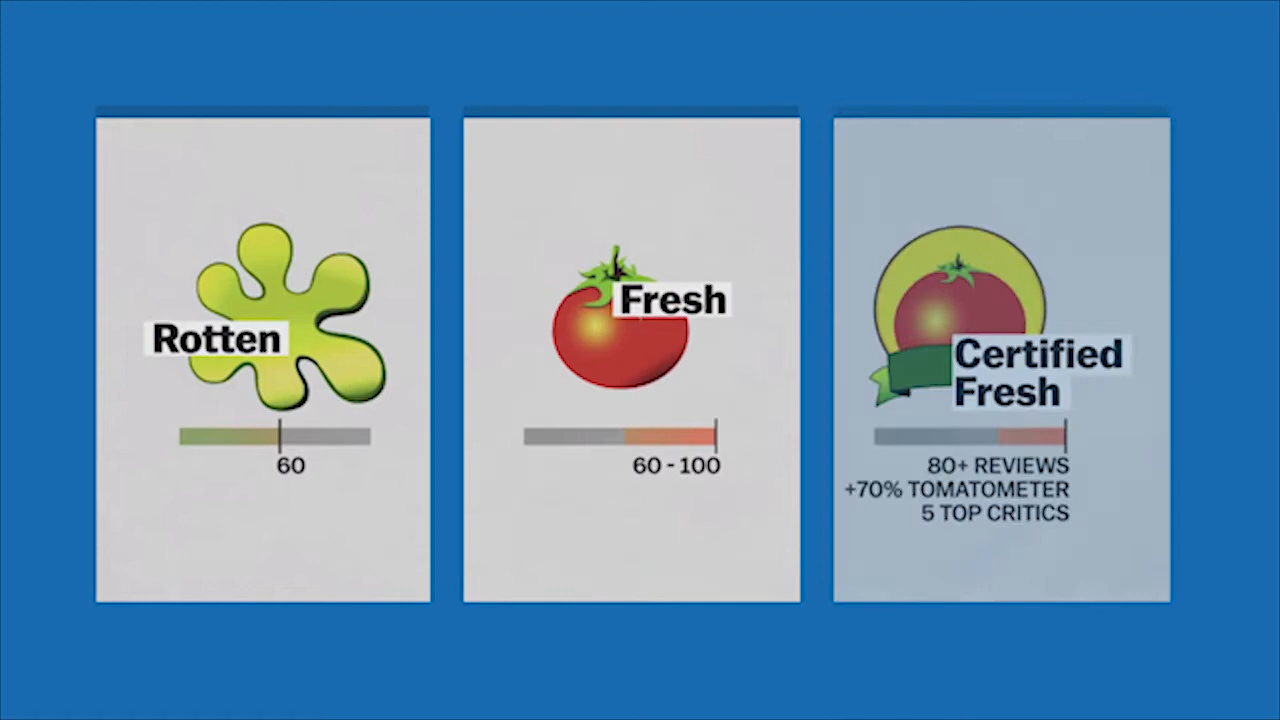 Rotten
60
Fresh
60 - 100
Certified
Fresh
80+ REVIEWS
+70% TOMATOMETER
5 TOP CRITICS